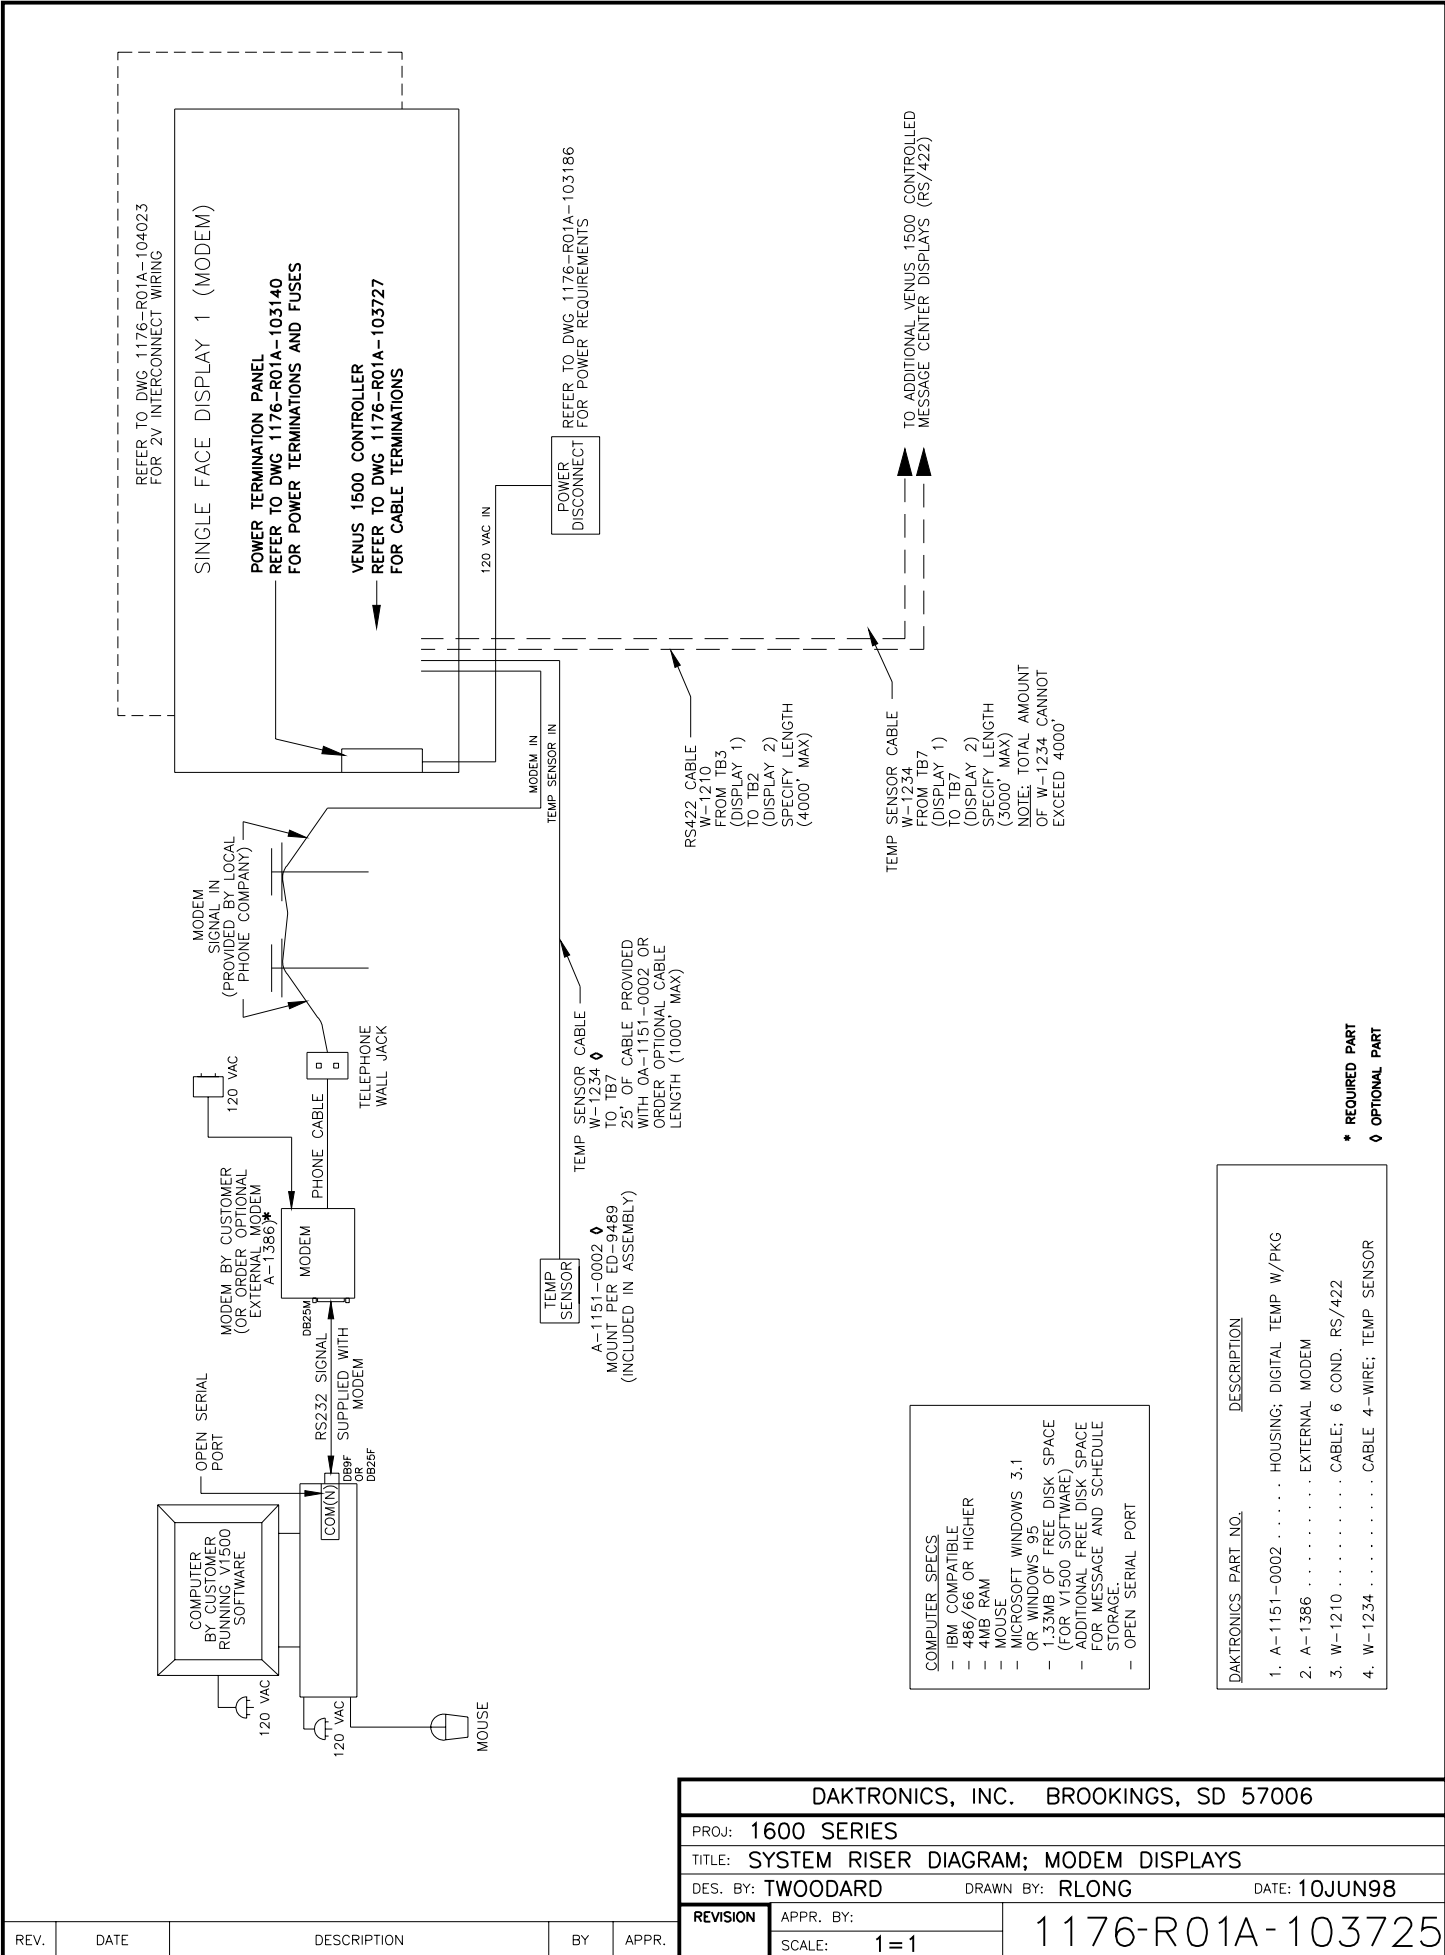 REFER TO DWG 1176-R01A-104023
FOR 2V INTERCONNECT WIRING
SINGLE FACE DISPLAY 1 (MODEM)
POWER TERMINATION PANEL
REFER TO DWG 1176-R01A-103140
FOR POWER TERMINATIONS AND FUSES
VENUS 1500 CONTROLLER
REFER TO DWG 1176-R01A-103727
FOR CABLE TERMINATIONS
120 VAC IN
POWER
DISCONNECT
REFER TO DWG 1176-R01A-103186
FOR POWER REQUIREMENTS
TO ADDITIONAL VENUS 1500 CONTROLLED
MESSAGE CENTER DISPLAYS (RS/422)
MODEM IN
TEMP SENSOR IN
RS422 CABLE
W-1210
FROM TB3
(DISPLAY 1)
TO TB2
(DISPLAY 2)
SPECIFY LENGTH
(4000' MAX)
TEMP SENSOR CABLE
W-1234
FROM TB7
(DISPLAY 1)
TO TB7
(DISPLAY 2)
SPECIFY LENGTH
(3000' MAX)
NOTE: TOTAL AMOUNT
OF W-1234 CANNOT
EXCEED 4000'
MODEM
SIGNAL IN
(PROVIDED BY LOCAL
PHONE COMPANY)
120 VAC
TELEPHONE
WALL JACK
PHONE CABLE
MODEM BY CUSTOMER
(OR ORDER OPTIONAL
EXTERNAL MODEM
A-1386)*
MODEM
DB25M
RS232 SIGNAL
SUPPLIED WITH
MODEM
OPEN SERIAL
PORT
COM(N)
DB9F
OR
DB25F
COMPUTER
BY CUSTOMER
RUNNING V1500
SOFTWARE
120 VAC
120 VAC
MOUSE
TEMP SENSOR CABLE
W-1234 ◊
TO TB7
25' OF CABLE PROVIDED
WITH 0A-1151-0002 OR
ORDER OPTIONAL CABLE
LENGTH (1000' MAX)
TEMP
SENSOR
A-1151-0002 ◊
MOUNT PER ED-9489
(INCLUDED IN ASSEMBLY)
COMPUTER SPECS
- IBM COMPATIBLE
- 486/66 OR HIGHER
- 4MB RAM
- MOUSE
- MICROSOFT WINDOWS 3.1
OR WINDOWS 95
- 1.33MB OF FREE DISK SPACE
(FOR V1500 SOFTWARE)
- ADDITIONAL FREE DISK SPACE
FOR MESSAGE AND SCHEDULE
STORAGE.
- OPEN SERIAL PORT
* REQUIRED PART
◊ OPTIONAL PART
DAKTRONICS PART NO. DESCRIPTION
1. A-1151-0002 . . . . . HOUSING; DIGITAL TEMP W/PKG
2. A-1386 . . . . . . . . . EXTERNAL MODEM
3. W-1210 . . . . . . . . . CABLE; 6 COND. RS/422
4. W-1234 . . . . . . . . . CABLE 4-WIRE; TEMP SENSOR
DAKTRONICS, INC. BROOKINGS, SD 57006
PROJ: 1600 SERIES
TITLE: SYSTEM RISER DIAGRAM; MODEM DISPLAYS
DES. BY: TWOODARD DRAWN BY: RLONG DATE: 10JUN98
REVISION APPR. BY:
SCALE: 1=1
1176-R01A-103725
REV. DATE DESCRIPTION BY APPR.